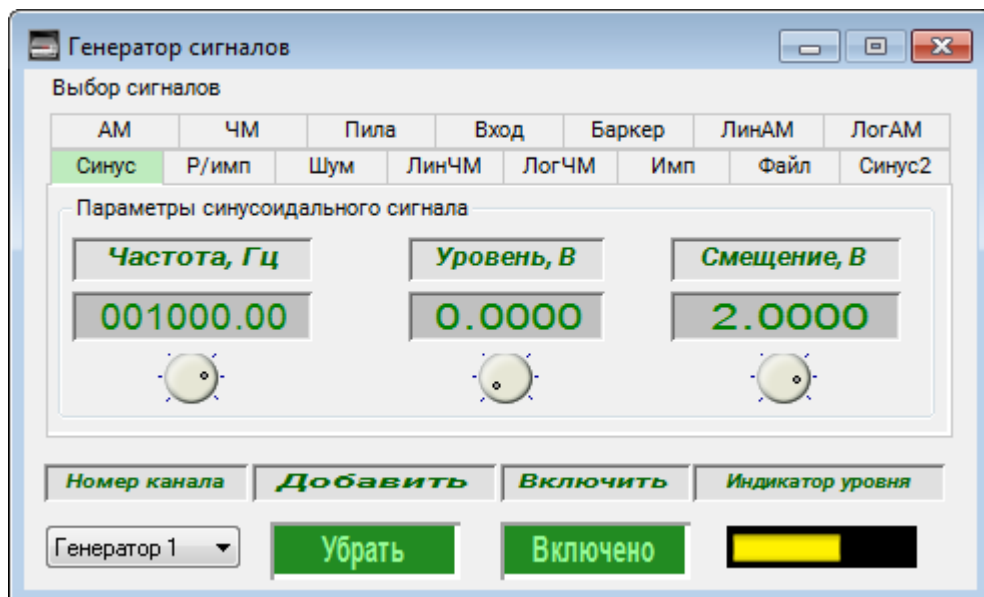 Генератор сигналов
Выбор сигналов
АМ ЧМ Пила Вход Баркер ЛинАМ ЛогАМ
Синус Р/имп Шум ЛинЧМ ЛогЧМ Имп Файл Синус2
Параметры синусоидального сигнала
Частота, Гц Уровень, В Смещение, В
001000.00 0.0000 2.0000
Номер канала Добавить Включить Индикатор уровня
Генератор 1 Убрать Включено